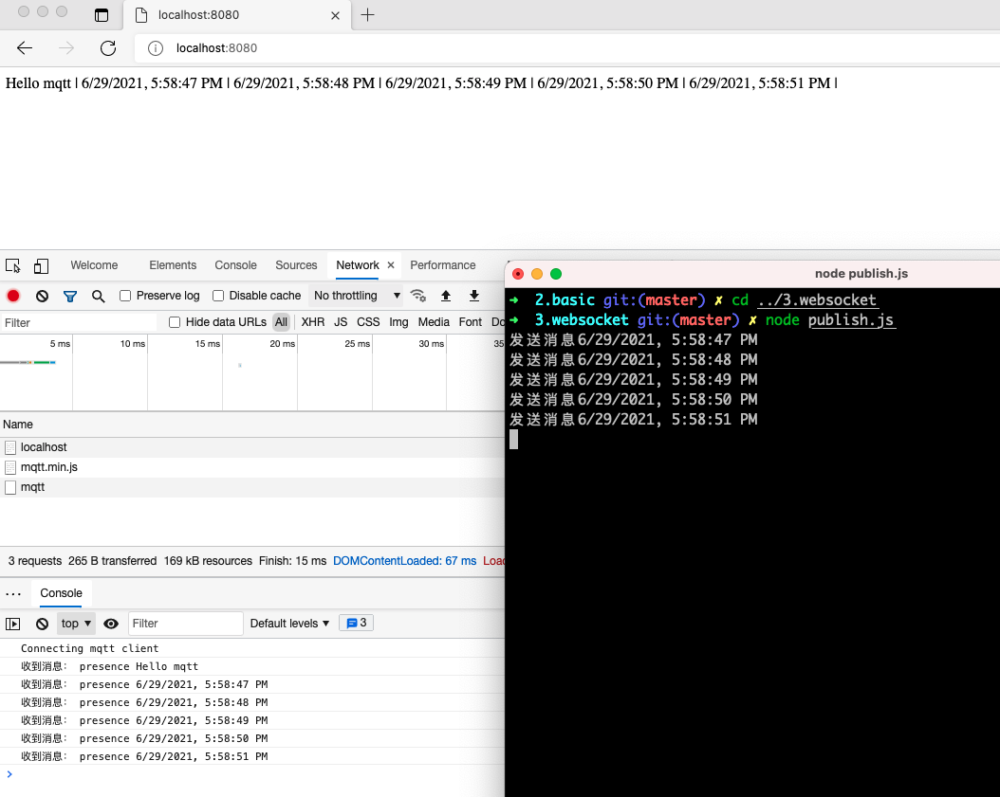 localhost:8080
localhost:8080
Hello mqtt | 6/29/2021, 5:58:47 PM | 6/29/2021, 5:58:48 PM | 6/29/2021, 5:58:49 PM | 6/29/2021, 5:58:50 PM | 6/29/2021, 5:58:51 PM |
Welcome Elements Console Sources Network Performance
Preserve log Disable cache No throttling
Filter Hide data URLs All XHR JS CSS Img Media Font
5 ms 10 ms 15 ms 20 ms 25 ms 30 ms
Name
localhost
mqtt.min.js
mqtt
3 requests 265 B transferred 169 kB resources Finish: 15 ms DOMContentLoaded: 67 ms
Console
top Filter Default levels 3
Connecting mqtt client
收到消息: presence Hello mqtt
收到消息: presence 6/29/2021, 5:58:47 PM
收到消息: presence 6/29/2021, 5:58:48 PM
收到消息: presence 6/29/2021, 5:58:49 PM
收到消息: presence 6/29/2021, 5:58:50 PM
收到消息: presence 6/29/2021, 5:58:51 PM
node publish.js
➜ 2.basic git:(master) ✗ cd ../3.websocket
➜ 3.websocket git:(master) ✗ node publish.js
发送消息6/29/2021, 5:58:47 PM
发送消息6/29/2021, 5:58:48 PM
发送消息6/29/2021, 5:58:49 PM
发送消息6/29/2021, 5:58:50 PM
发送消息6/29/2021, 5:58:51 PM